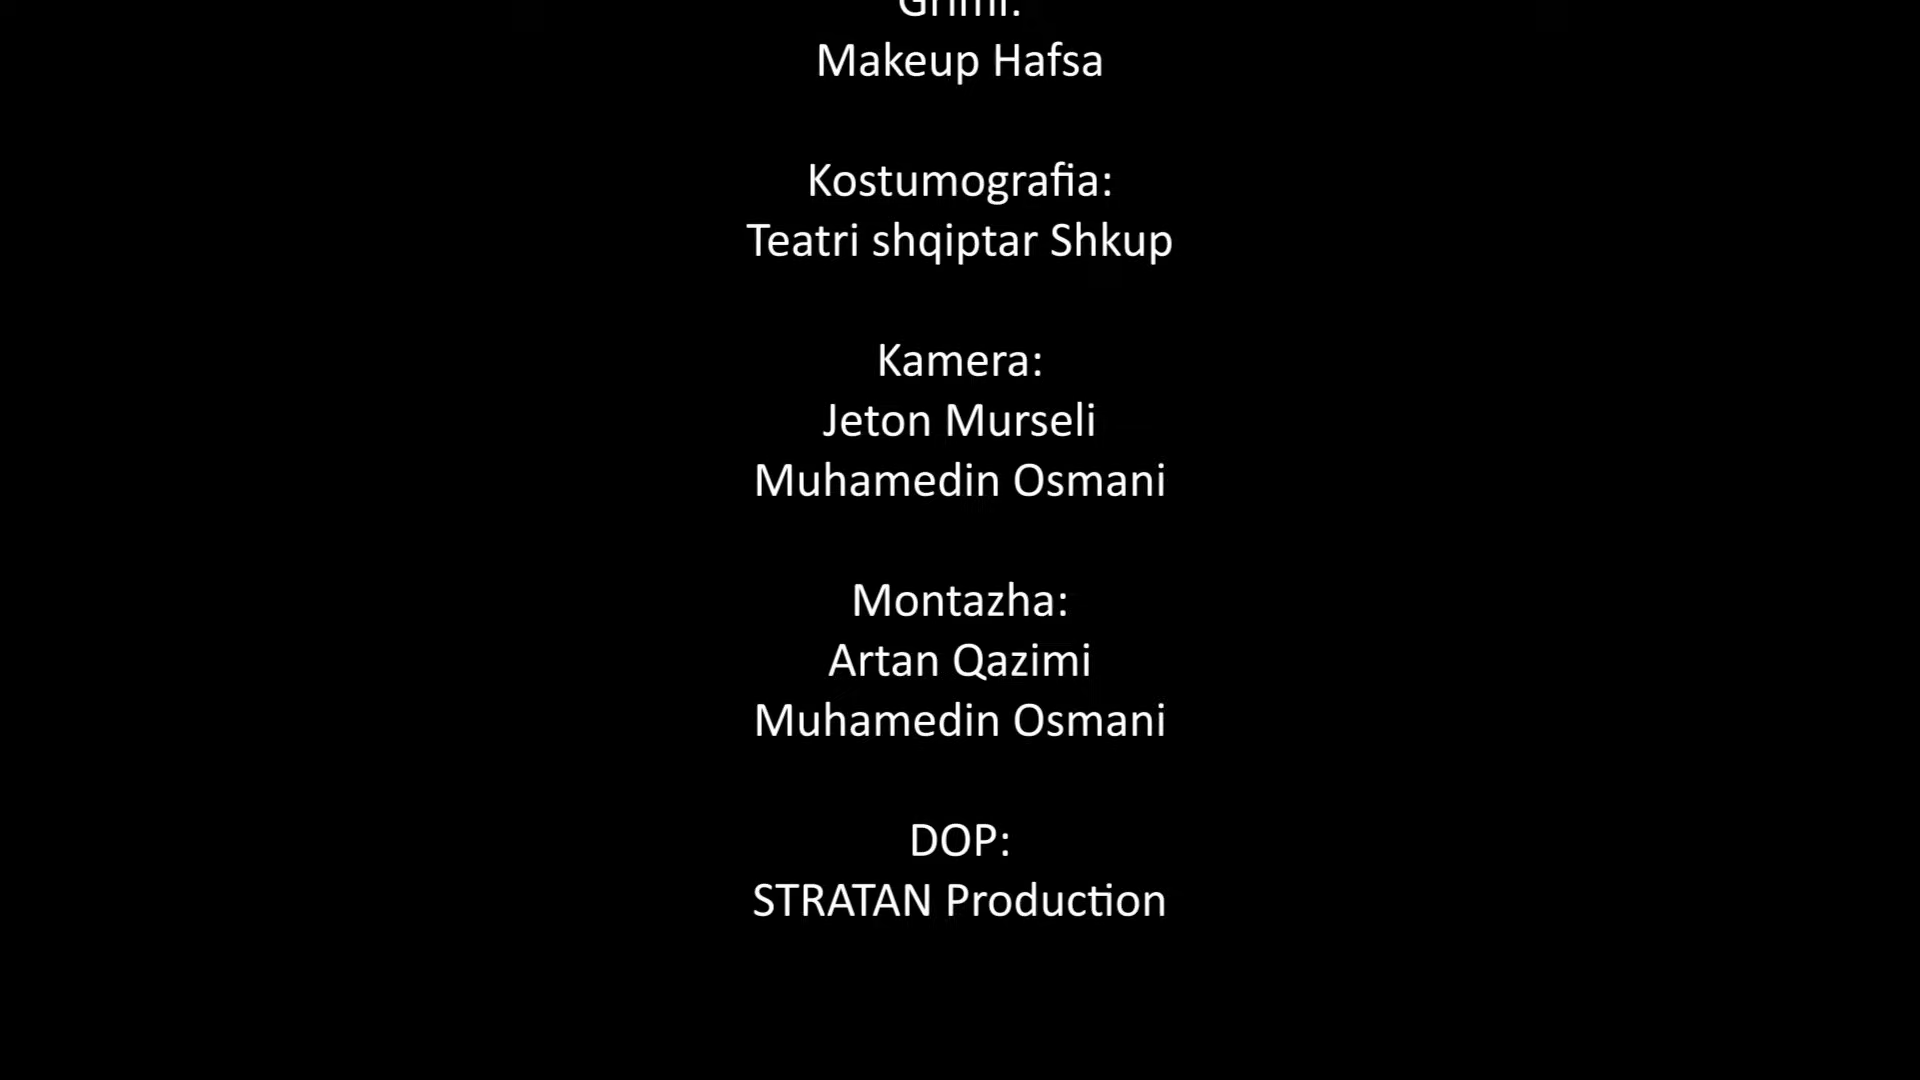 Grimi:
Makeup Hafsa
Kostumografia:
Teatri shqiptar Shkup
Kamera:
Jeton Murseli
Muhamedin Osmani
Montazha:
Artan Qazimi
Muhamedin Osmani
DOP:
STRATAN Production